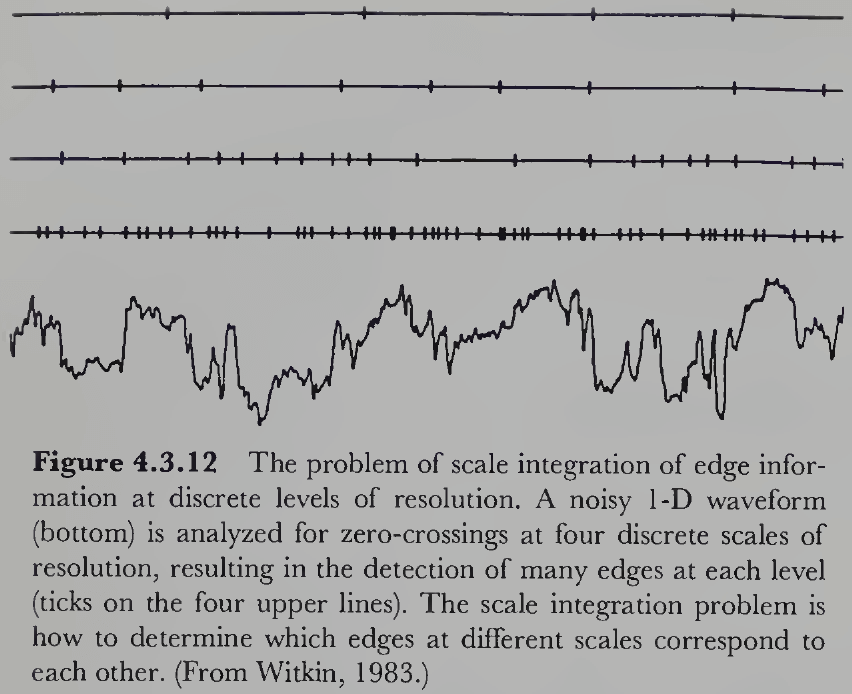 Figure 4.3.12 The problem of scale integration of edge infor-
mation at discrete levels of resolution. A noisy 1-D waveform
(bottom) is analyzed for zero-crossings at four discrete scales of
resolution, resulting in the detection of many edges at each level
(ticks on the four upper lines). The scale integration problem is
how to determine which edges at different scales correspond to
each other. (From Witkin, 1983.)